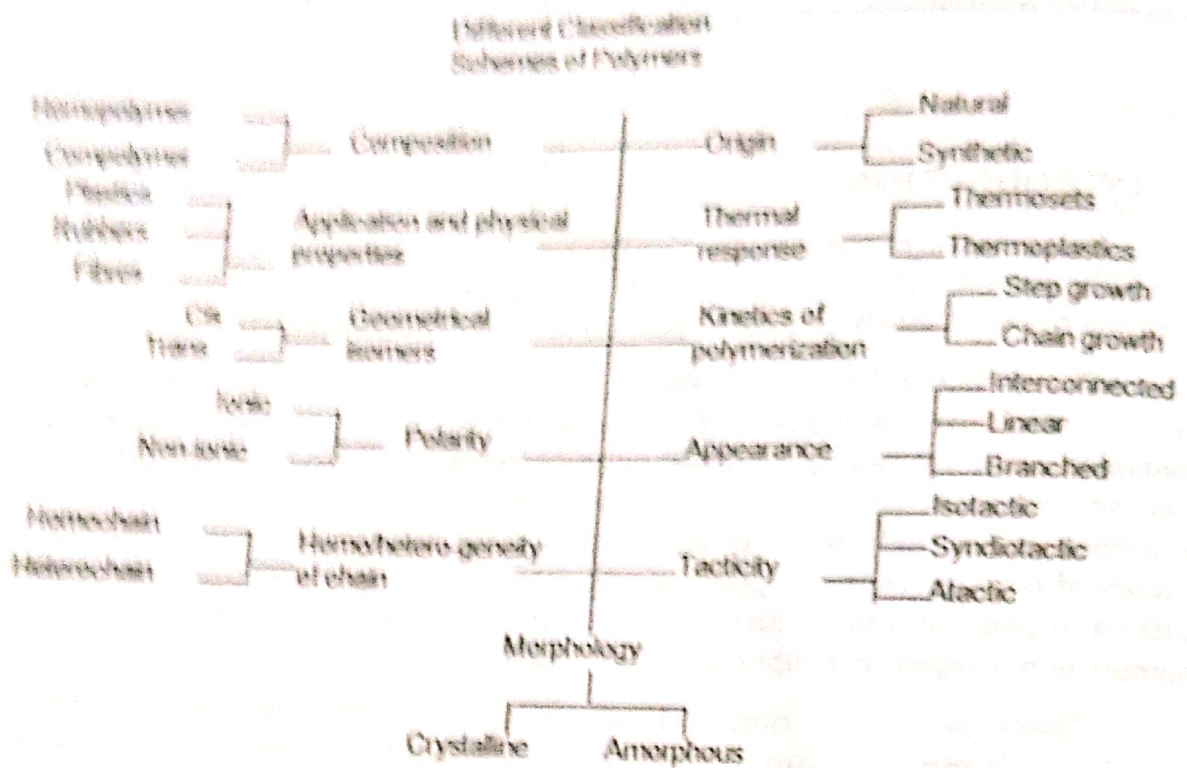 Different Classification
Schemes of Polymers
Homopolymer
Compolymer
Composition
Origin
Natural
Synthetic
Plastics
Rubbers
Fibres
Application and physical
properties
Thermal
response
Thermosets
Thermoplastics
Cis
Trans
Geometrical
isomers
Kinetics of
polymerization
Step growth
Chain growth
Ionic
Non-ionic
Polarity
Appearance
Interconnected
Linear
Branched
Homochain
Heterochain
Homo/hetero-geneity
of chain
Tacticity
Isotactic
Syndiotactic
Atactic
Morphology
Crystalline
Amorphous